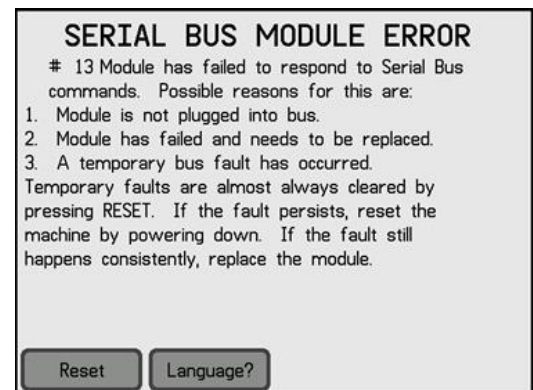 SERIAL BUS MODULE ERROR
# 13 Module has failed to respond to Serial Bus
commands. Possible reasons for this are:
1. Module is not plugged into bus.
2. Module has failed and needs to be replaced.
3. A temporary bus fault has occurred.
Temporary faults are almost always cleared by
pressing RESET. If the fault persists, reset the
machine by powering down. If the fault still
happens consistently, replace the module.
Reset Language?